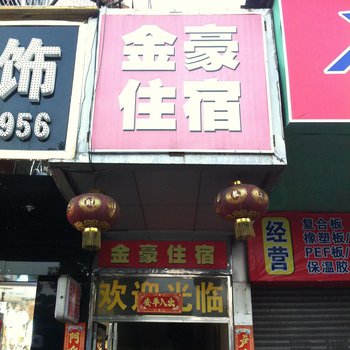 饰
956
金豪
住宿
金豪住宿
欢迎光临
出入平安
经营
复合板
橡塑板/
PEF板/
保温胶